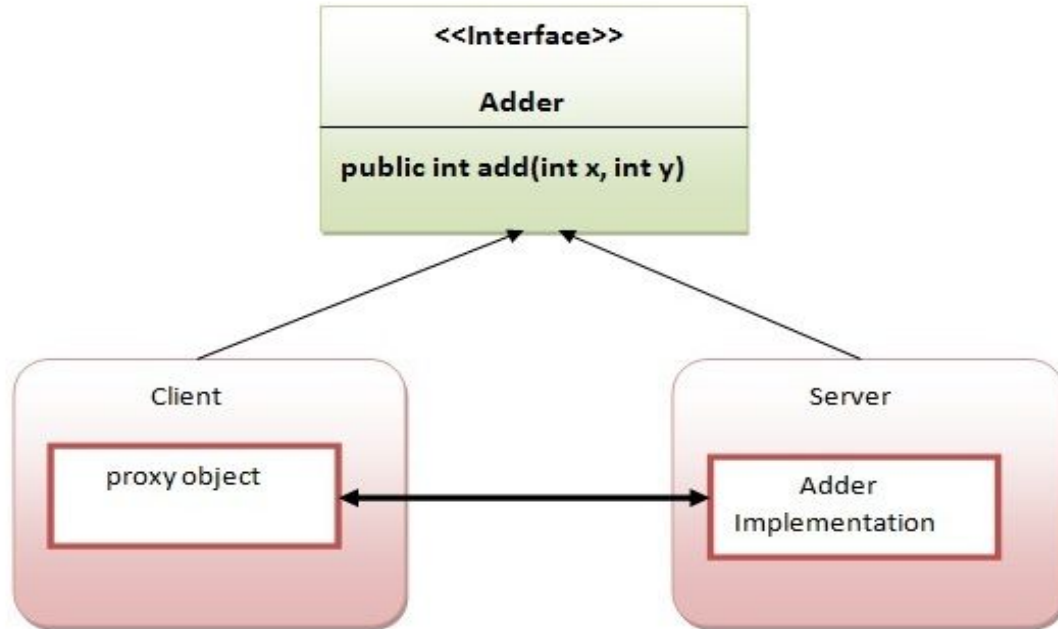 <<Interface>>
Adder
public int add(int x, int y)
Client
proxy object
Server
Adder
Implementation